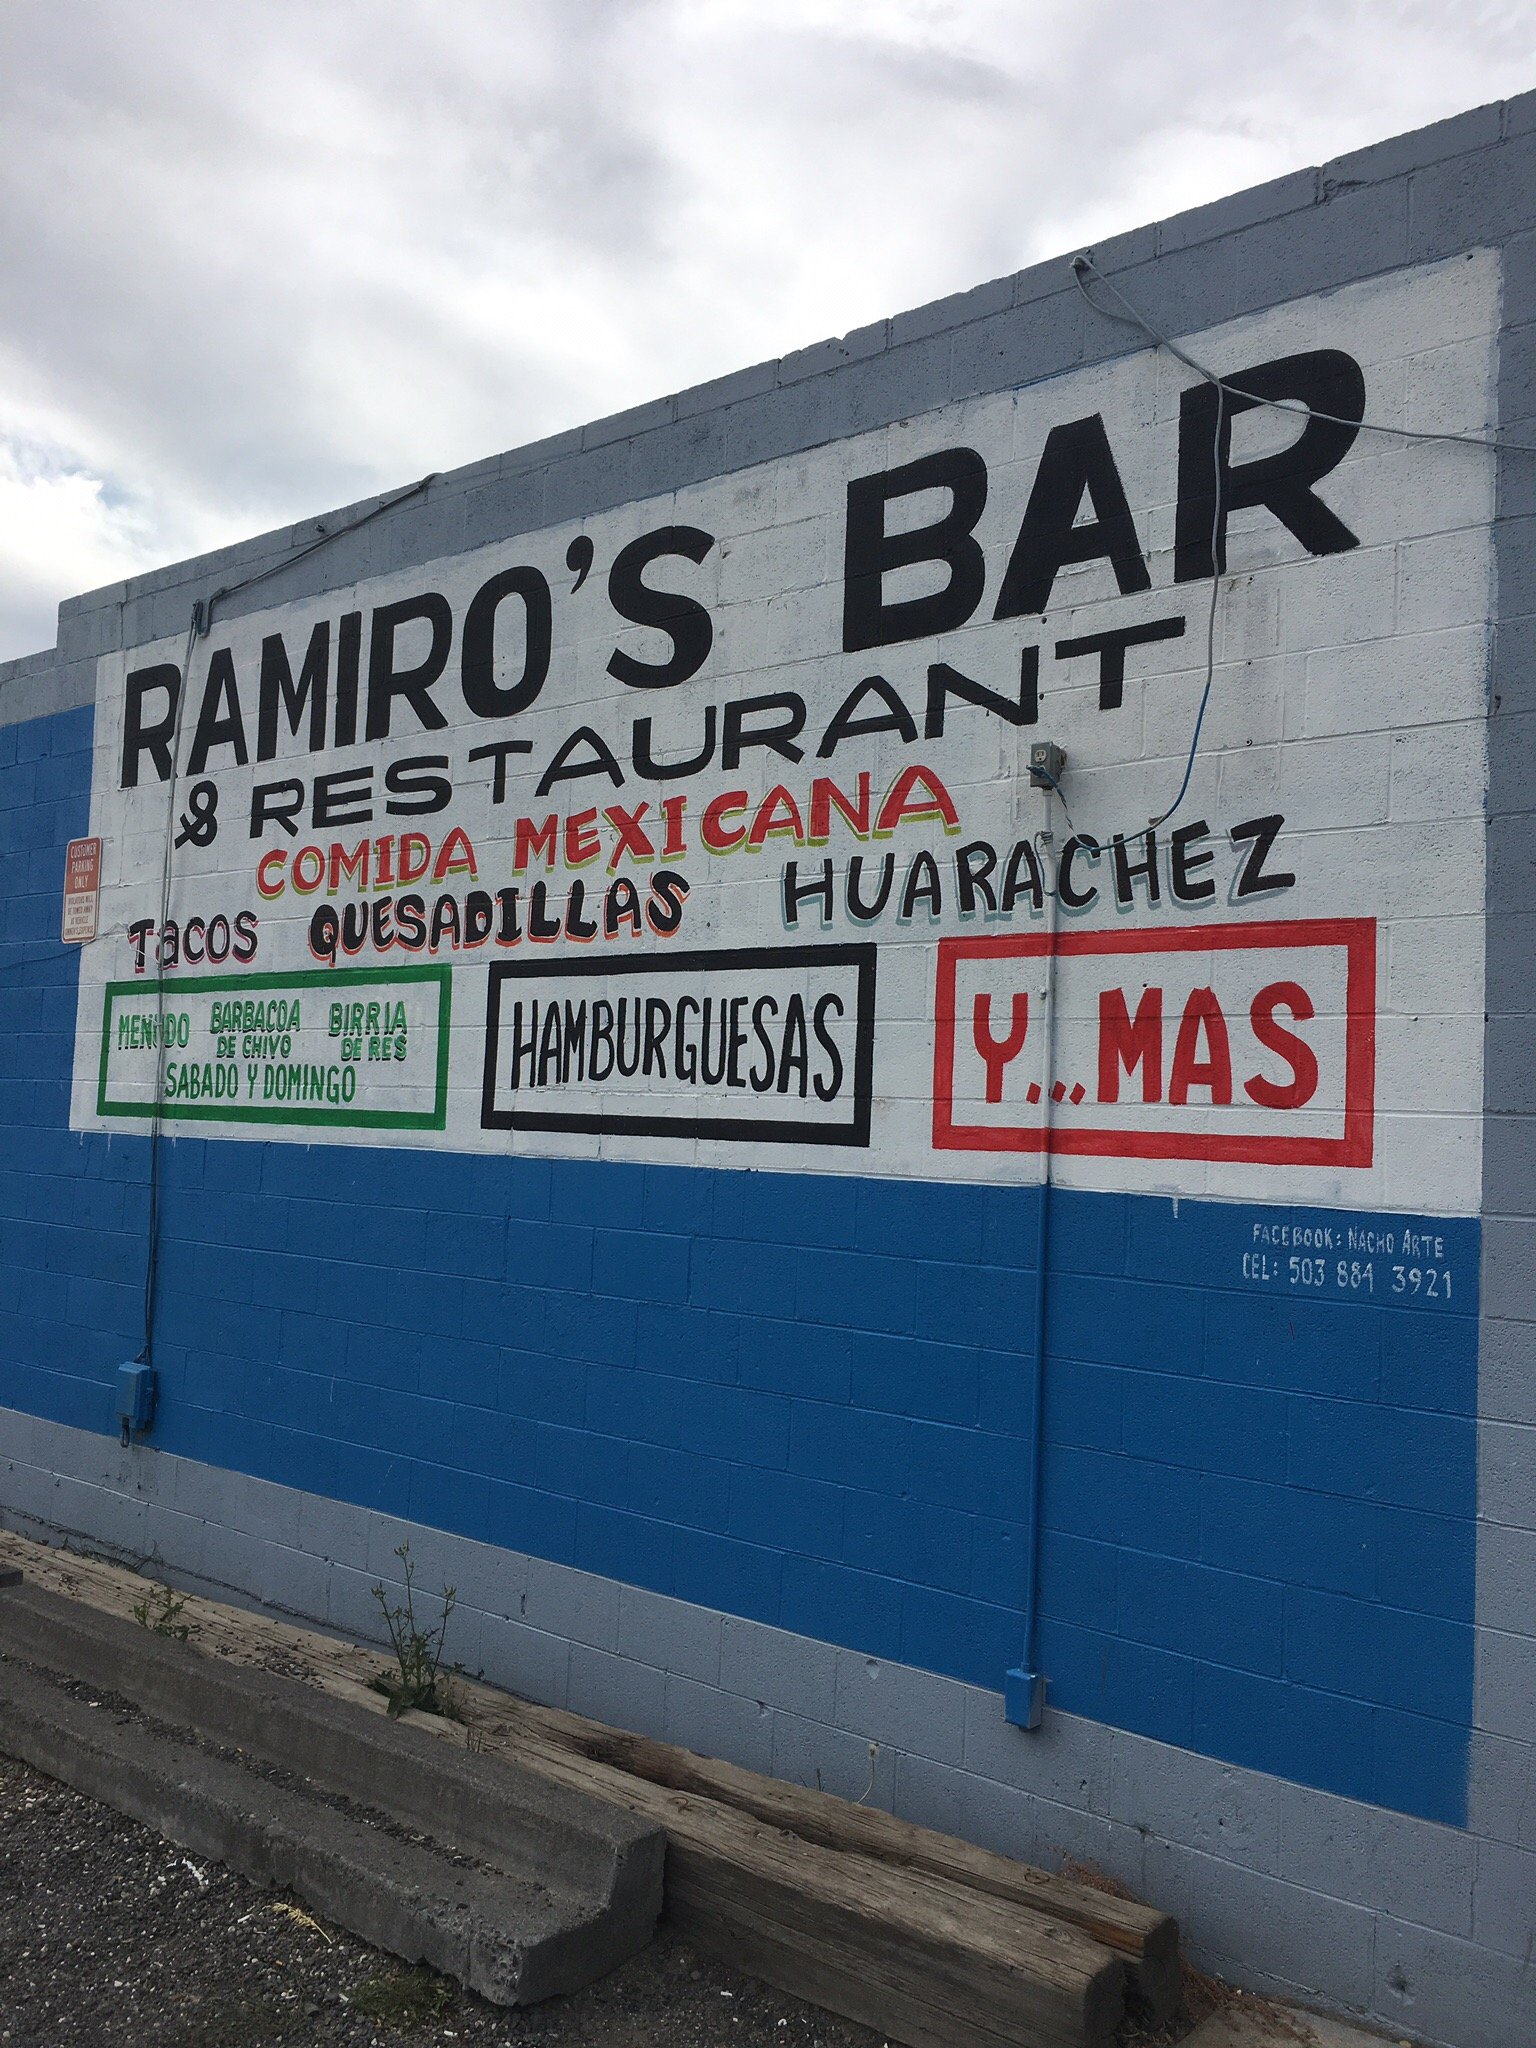 RAMIRO'S BAR
& RESTAURANT
COMIDA MEXICANA
TACOS QUESADILLAS HUARACHEZ
MENUDO BARBACOA DE CHIVO BIRRIA DE RES
SABADO Y DOMINGO
HAMBURGUESAS
Y...MAS
FACEBOOK: NACHO ARTE
CEL: 503 884 3921
CUSTOMER
PARKING
ONLY